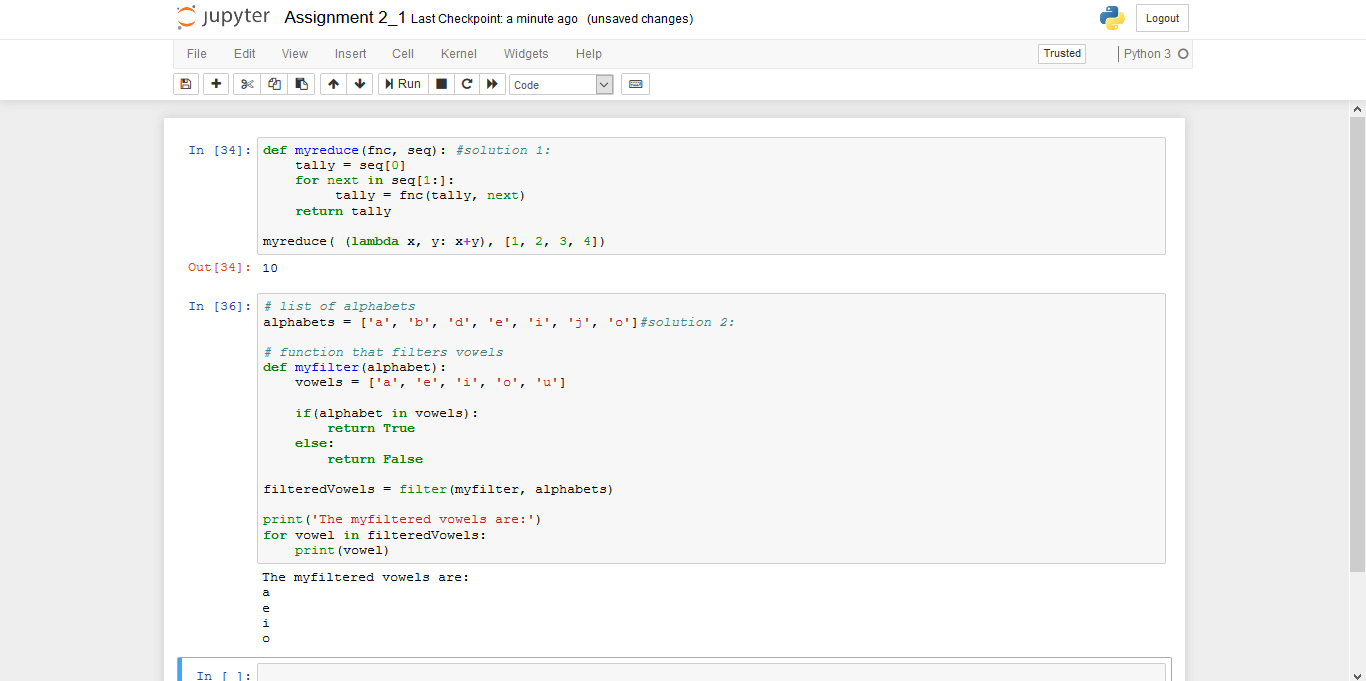 jupyter Assignment 2_1 Last Checkpoint: a minute ago (unsaved changes) Logout
File Edit View Insert Cell Kernel Widgets Help Trusted Python 3
Run Code
In [34]: def myreduce(fnc, seq): #solution 1:
    tally = seq[0]
    for next in seq[1:]:
         tally = fnc(tally, next)
    return tally
myreduce( (lambda x, y: x+y), [1, 2, 3, 4])
Out[34]: 10
In [36]: # list of alphabets
alphabets = ['a', 'b', 'd', 'e', 'i', 'j', 'o']#solution 2:
# function that filters vowels
def myfilter(alphabet):
    vowels = ['a', 'e', 'i', 'o', 'u']
    if(alphabet in vowels):
        return True
    else:
        return False
filteredVowels = filter(myfilter, alphabets)
print('The myfiltered vowels are:')
for vowel in filteredVowels:
    print(vowel)
The myfiltered vowels are:
a
e
i
o
In [ ]: